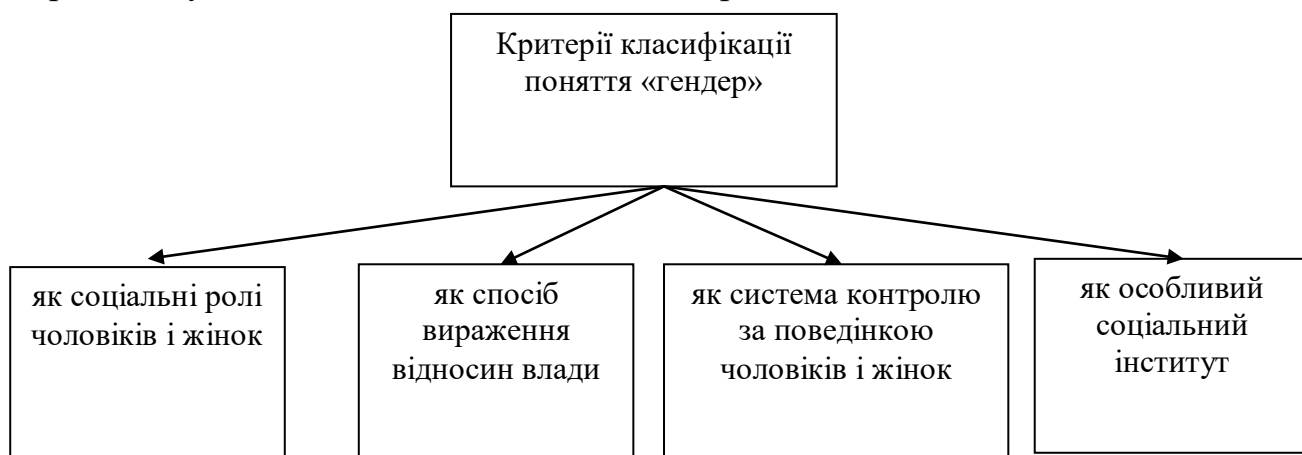 Критерії класифікації
поняття «гендер»
як соціальні ролі
чоловіків і жінок
як спосіб
вираження
відносин влади
як система контролю
за поведінкою
чоловіків і жінок
як особливий
соціальний
інститут